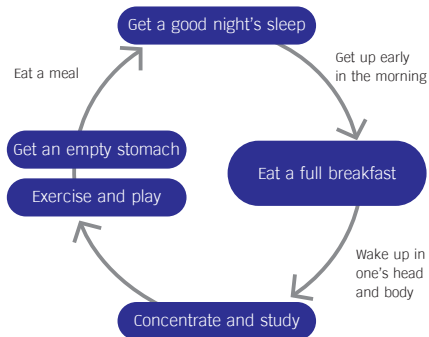 Get a good night's sleep
Get up early
in the morning
Eat a full breakfast
Wake up in
one's head
and body
Concentrate and study
Exercise and play
Get an empty stomach
Eat a meal